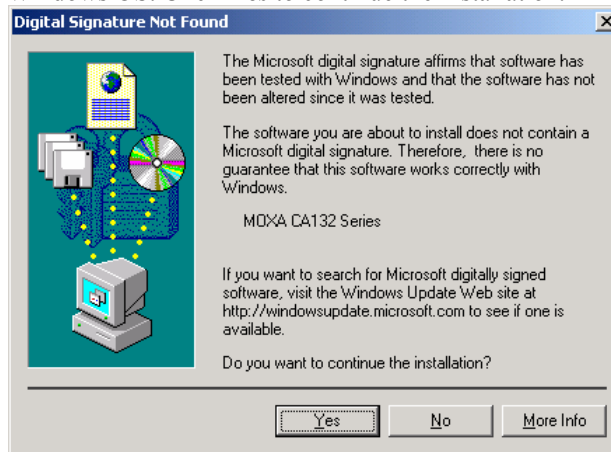 Digital Signature Not Found
The Microsoft digital signature affirms that software has
been tested with Windows and that the software has not
been altered since it was tested.
The software you are about to install does not contain a
Microsoft digital signature. Therefore, there is no
guarantee that this software works correctly with
Windows.
MOXA CA132 Series
If you want to search for Microsoft digitally signed
software, visit the Windows Update Web site at
http://windowsupdate.microsoft.com to see if one is
available.
Do you want to continue the installation?
Yes
No
More Info